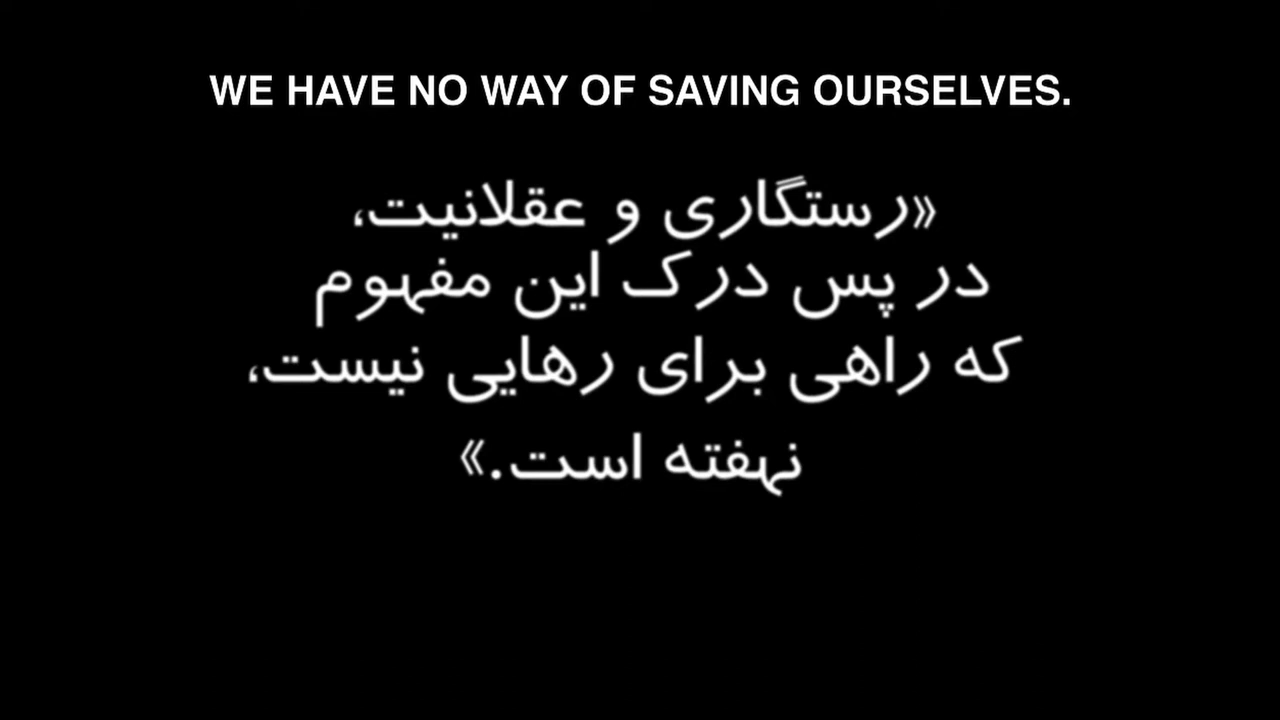 WE HAVE NO WAY OF SAVING OURSELVES.
«رستگاری و عقلانیت،
در پس درک این مفهوم
که راهی برای رهایی نیست،
نهفته است.»